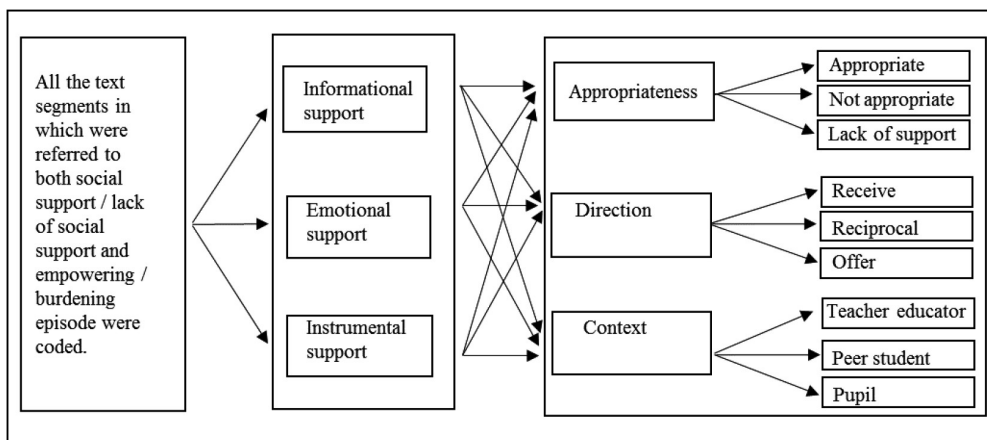 All the text
segments in
which were
referred to
both social
support / lack
of social
support and
empowering /
burdening
episode were
coded.
Informational
support
Emotional
support
Instrumental
support
Appropriateness
Appropriate
Not appropriate
Lack of support
Direction
Receive
Reciprocal
Offer
Context
Teacher educator
Peer student
Pupil